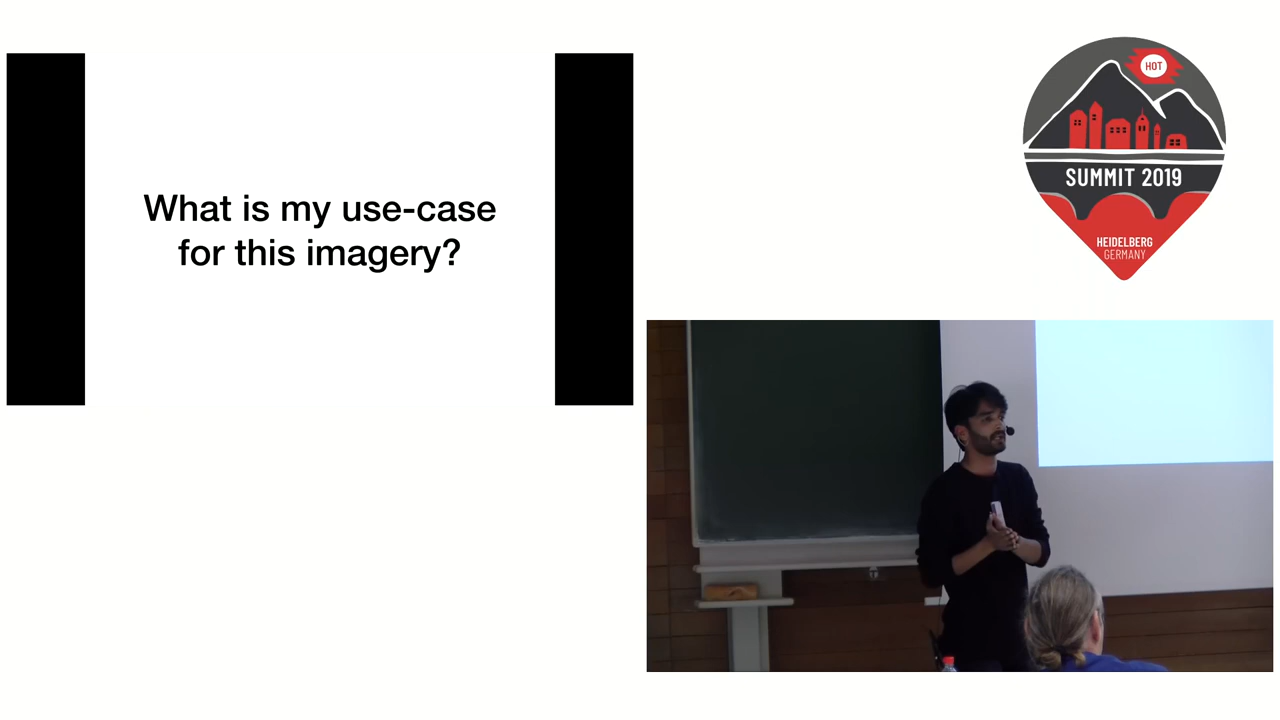 What is my use-case
for this imagery?
HOT
SUMMIT 2019
HEIDELBERG
GERMANY